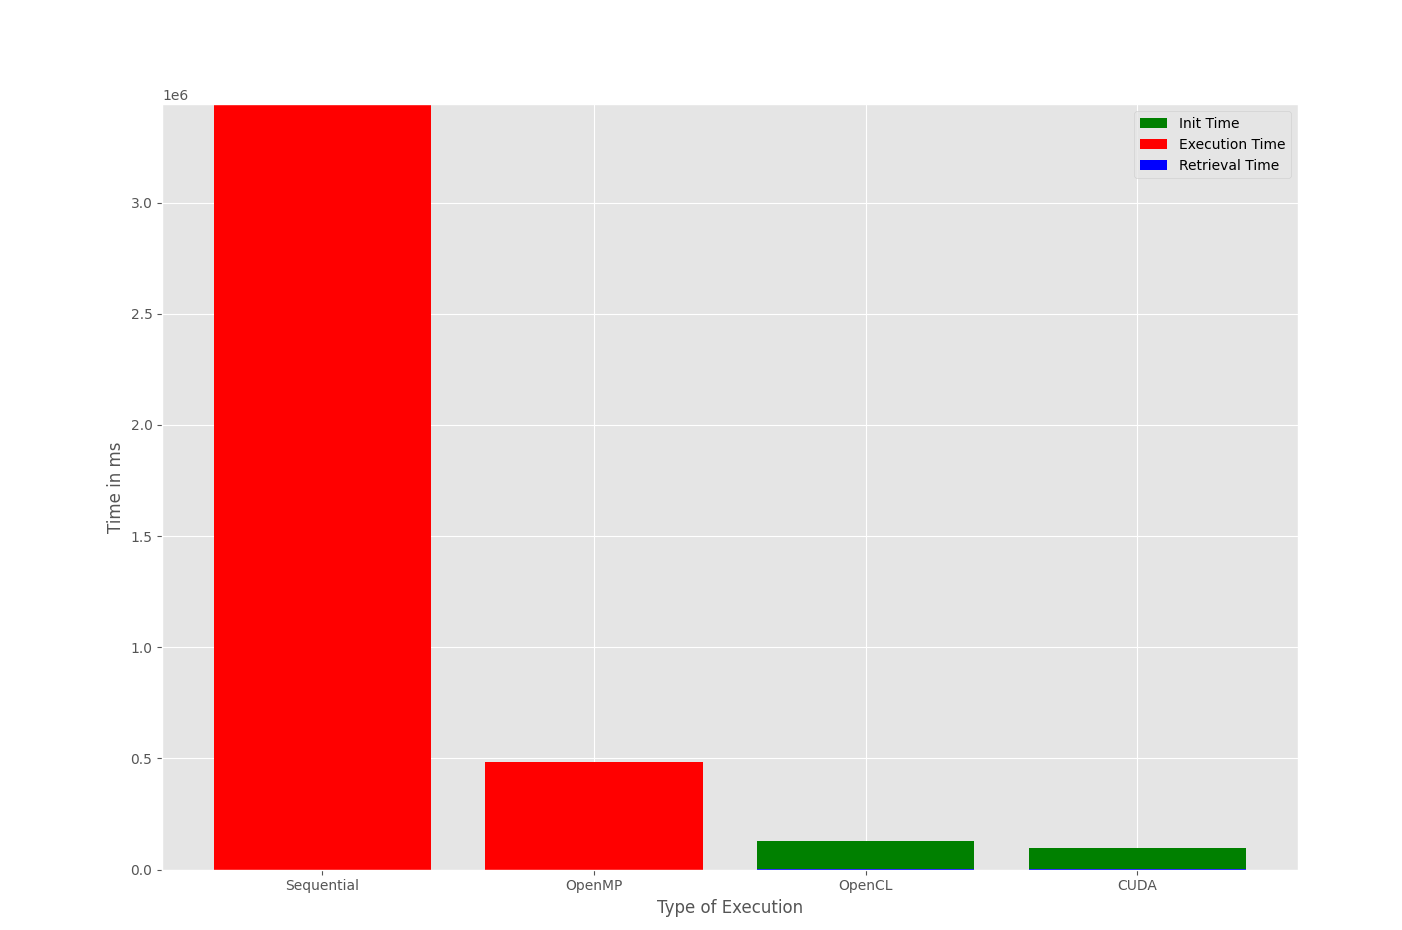 1e6
Init Time
Execution Time
Retrieval Time
3.0
2.5
2.0
1.5
1.0
0.5
0.0
Time in ms
Sequential OpenMP OpenCL CUDA
Type of Execution